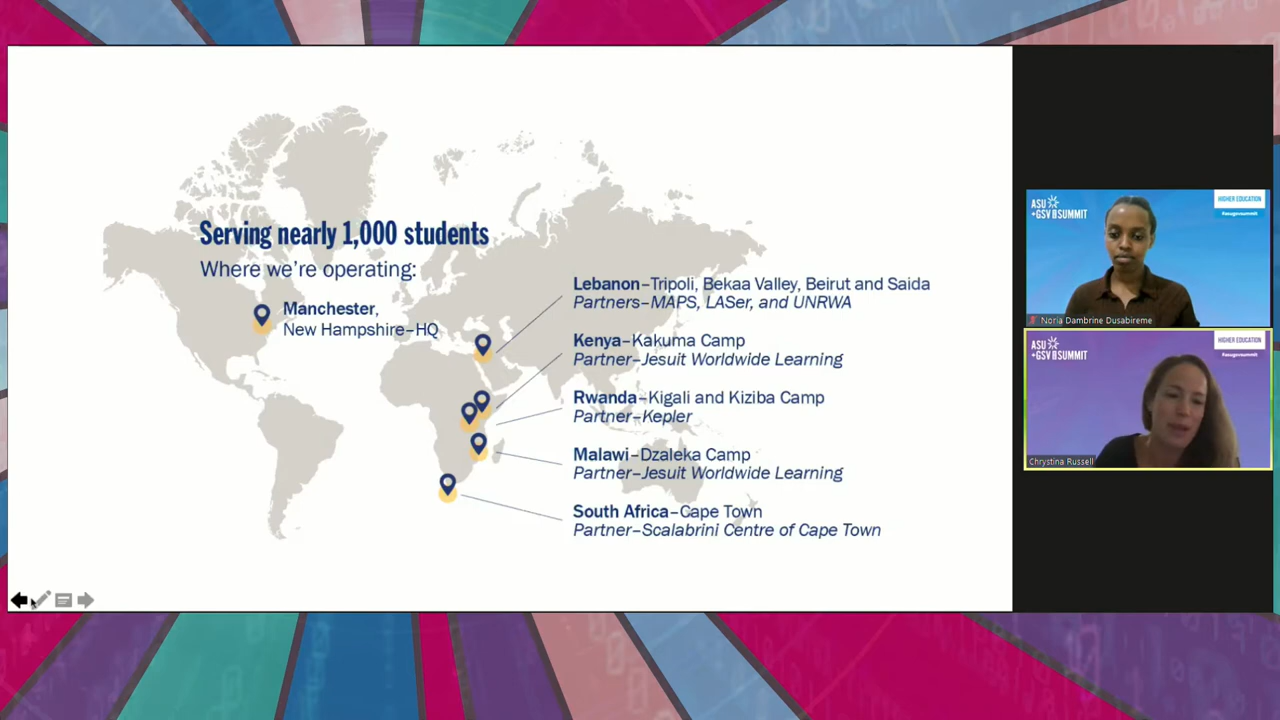 Serving nearly 1,000 students
Where we're operating:
Manchester,
New Hampshire–HQ
Lebanon–Tripoli, Bekaa Valley, Beirut and Saida
Partners–MAPS, LASer, and UNRWA
Kenya–Kakuma Camp
Partner–Jesuit Worldwide Learning
Rwanda–Kigali and Kiziba Camp
Partner–Kepler
Malawi–Dzaleka Camp
Partner–Jesuit Worldwide Learning
South Africa–Cape Town
Partner–Scalabrini Centre of Cape Town
ASU
+GSV SUMMIT
HIGHER EDUCATION
#asugsvsummit
Noria Dambrine Dusabireme
ASU
+GSV SUMMIT
HIGHER EDUCATION
#asugsvsummit
Chrystina Russell